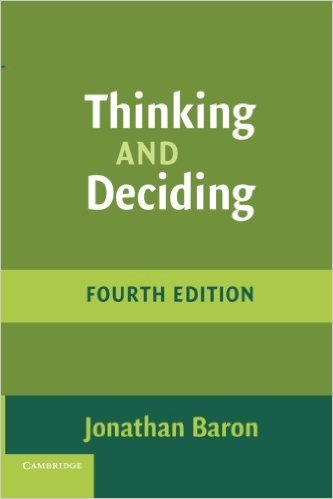 Thinking
AND
Deciding
FOURTH EDITION
Jonathan Baron
CAMBRIDGE